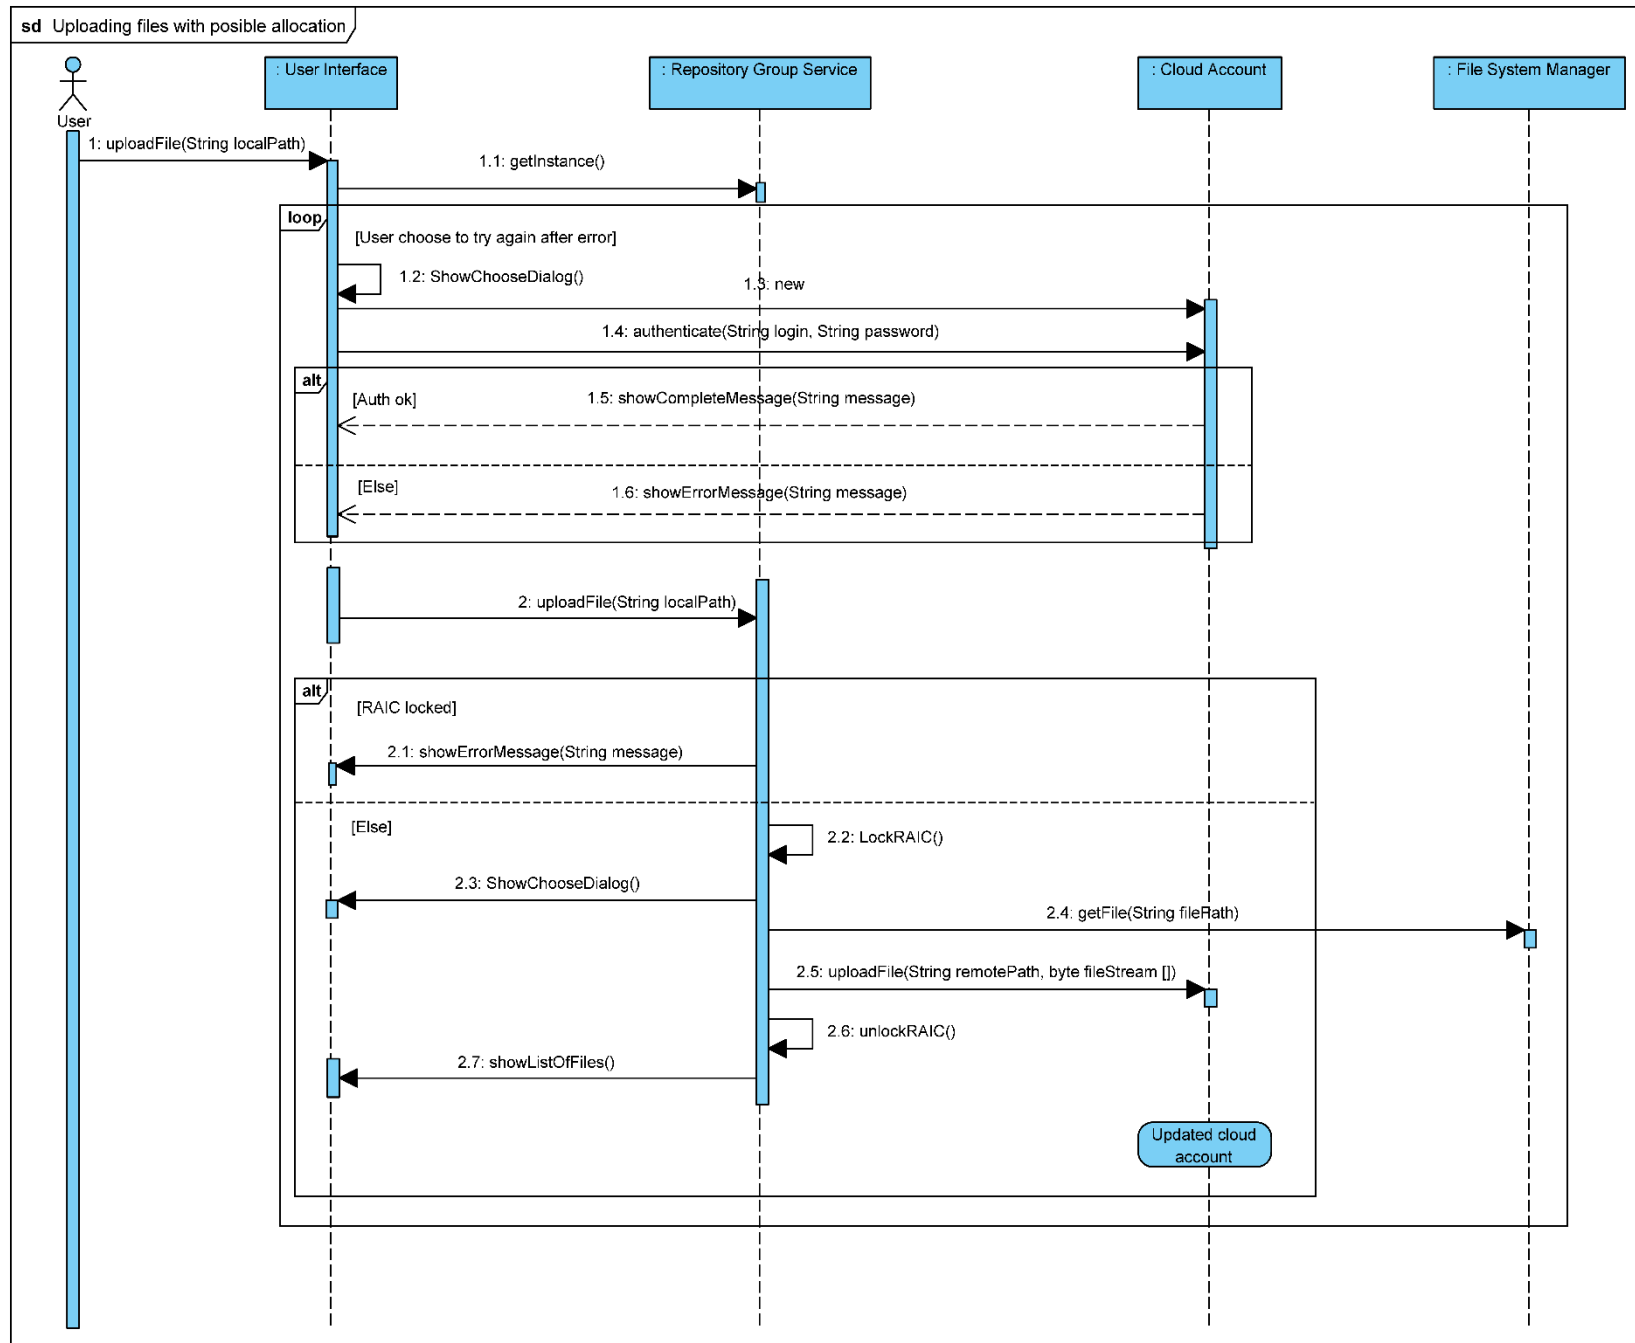 sd Uploading files with posible allocation
: User Interface
: Repository Group Service
: Cloud Account
: File System Manager
User
1: uploadFile(String localPath)
1.1: getInstance()
loop
[User choose to try again after error]
1.2: ShowChooseDialog()
1.3: new
1.4: authenticate(String login, String password)
alt
[Auth ok]
1.5: showCompleteMessage(String message)
[Else]
1.6: showErrorMessage(String message)
2: uploadFile(String localPath)
alt
[RAIC locked]
2.1: showErrorMessage(String message)
[Else]
2.2: LockRAIC()
2.3: ShowChooseDialog()
2.4: getFile(String filePath)
2.5: uploadFile(String remotePath, byte fileStream [])
2.6: unlockRAIC()
2.7: showListOfFiles()
Updated cloud
account